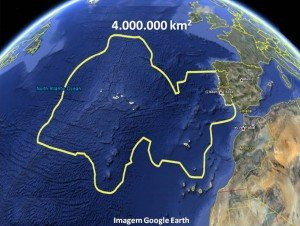 4.000.000 km²
North Atlantic Ocean
Imagem Google Earth